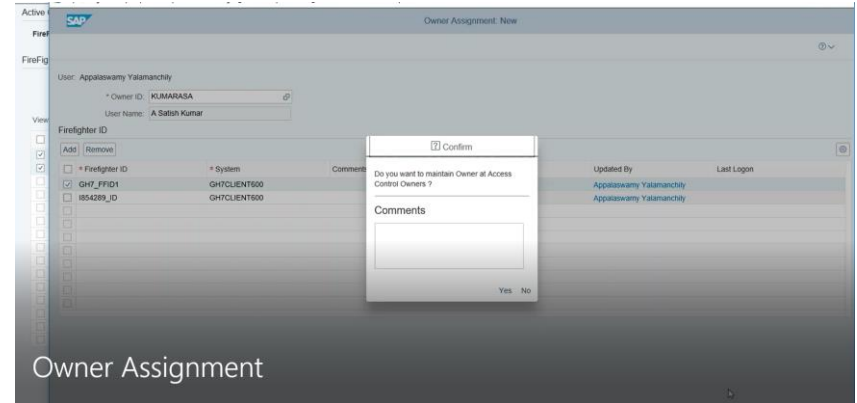 Active
SAP
Owner Assignment: New
FireF
FireFig
User: Appalaswamy Yalamanchily
* Owner ID: KUMARASA
User Name: A Satish Kumar
View
Firefighter ID
Add Remove
* Firefighter ID * System Comments Updated By Last Logon
GH7_FFID1 GH7CLIENT600 Appalaswamy Yalamanchily
I854289_ID GH7CLIENT600 Appalaswamy Yalamanchily
? Confirm
Do you want to maintain Owner at Access
Control Owners ?
Comments
Yes No
Owner Assignment